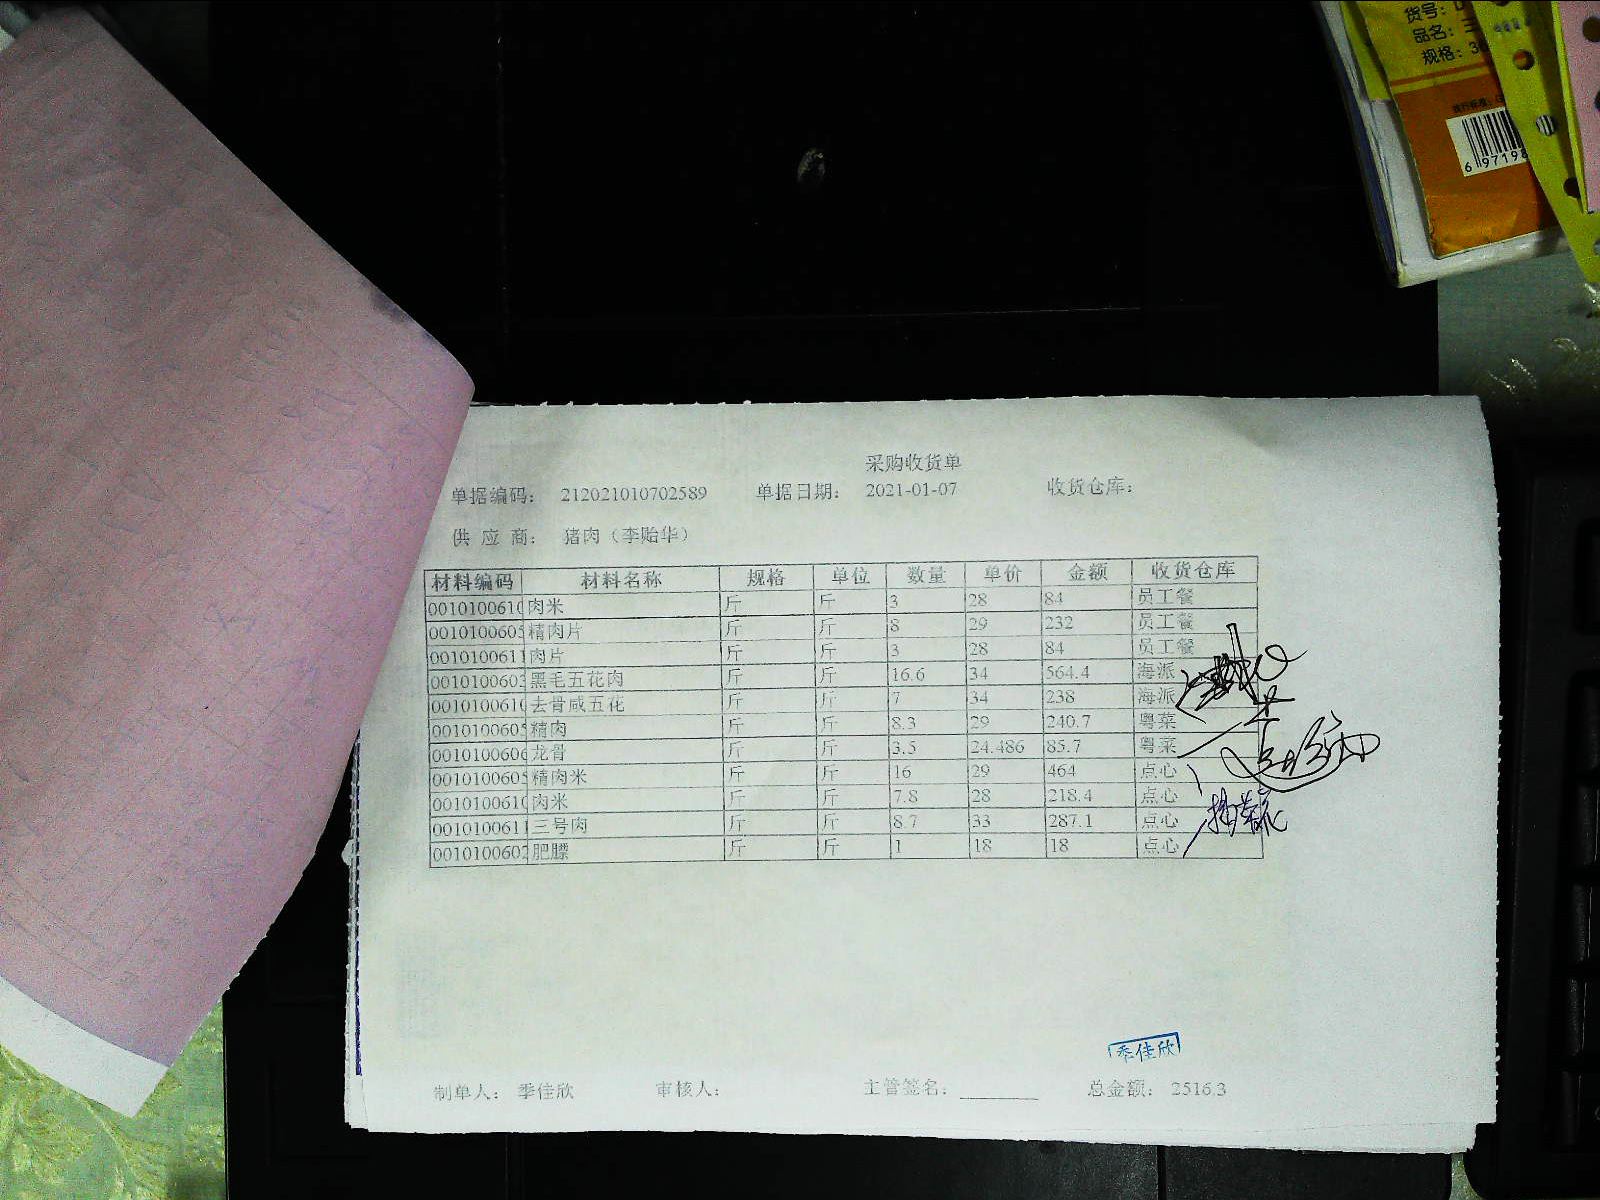 货号：
品名：三
规格：3
6 97198
采购收货单
单据编码： 212021010702589 单据日期： 2021-01-07 收货仓库：
供 应 商： 猪肉（李贻华）
材料编码 材料名称 规格 单位 数量 单价 金额 收货仓库
0010100610 肉米 斤 斤 3 28 84 员工餐
0010100605 精肉片 斤 斤 8 29 232 员工餐
0010100611 肉片 斤 斤 3 28 84 员工餐
0010100603 黑毛五花肉 斤 斤 16.6 34 564.4 海派
0010100610 去骨咸五花 斤 斤 7 34 238 海派
0010100605 精肉 斤 斤 8.3 29 240.7 粤菜
0010100606 龙骨 斤 斤 3.5 24.486 85.7 粤菜
0010100605 精肉米 斤 斤 16 29 464 点心
0010100610 肉米 斤 斤 7.8 28 218.4 点心
0010100611 三号肉 斤 斤 8.7 33 287.1 点心
0010100602 肥膘 斤 斤 1 18 18 点心
季佳欣
制单人： 季佳欣 审核人： 主管签名： 总金额： 2516.3